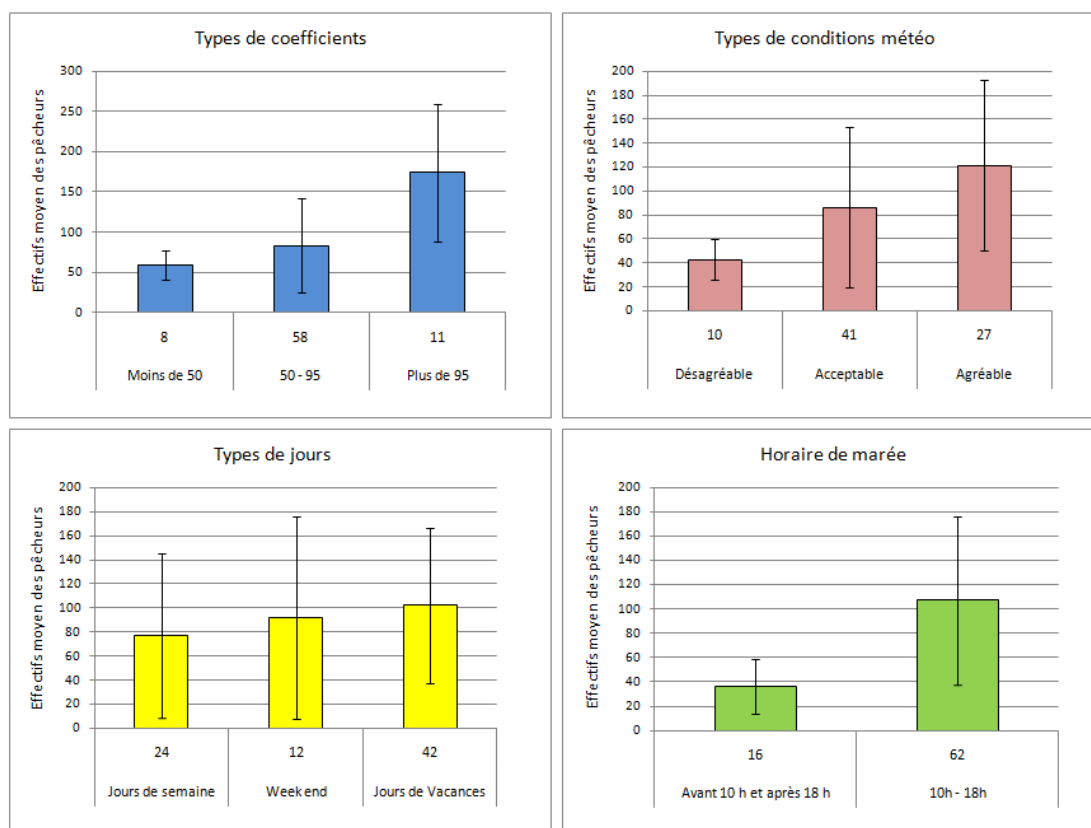 Types de coefficients
Effectifs moyen des pêcheurs
300
250
200
150
100
50
0
8 58 11
Moins de 50 50 - 95 Plus de 95
Types de conditions météo
Effectifs moyen des pêcheurs
200
180
160
140
120
100
80
60
40
20
0
10 41 27
Désagréable Acceptable Agréable
Types de jours
Effectifs moyen des pêcheurs
200
180
160
140
120
100
80
60
40
20
0
24 12 42
Jours de semaine Week end Jours de Vacances
Horaire de marée
Effectifs moyen des pêcheurs
200
180
160
140
120
100
80
60
40
20
0
16 62
Avant 10 h et après 18 h 10h - 18h